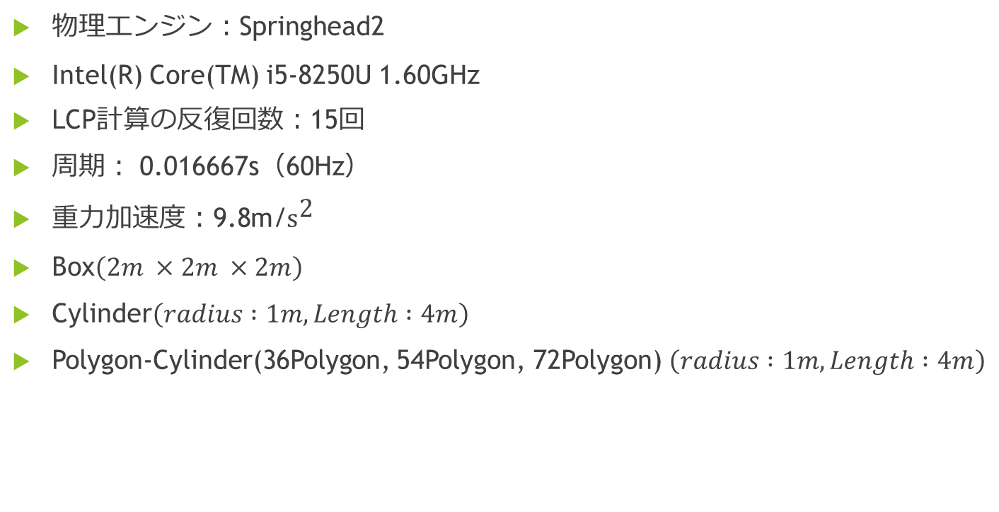 物理エンジン：Springhead2
Intel(R) Core(TM) i5-8250U 1.60GHz
LCP計算の反復回数：15回
周期： 0.016667s（60Hz）
重力加速度：9.8m/s²
Box(2m × 2m × 2m)
Cylinder(radius : 1m, Length : 4m)
Polygon-Cylinder(36Polygon, 54Polygon, 72Polygon) (radius : 1m, Length : 4m)